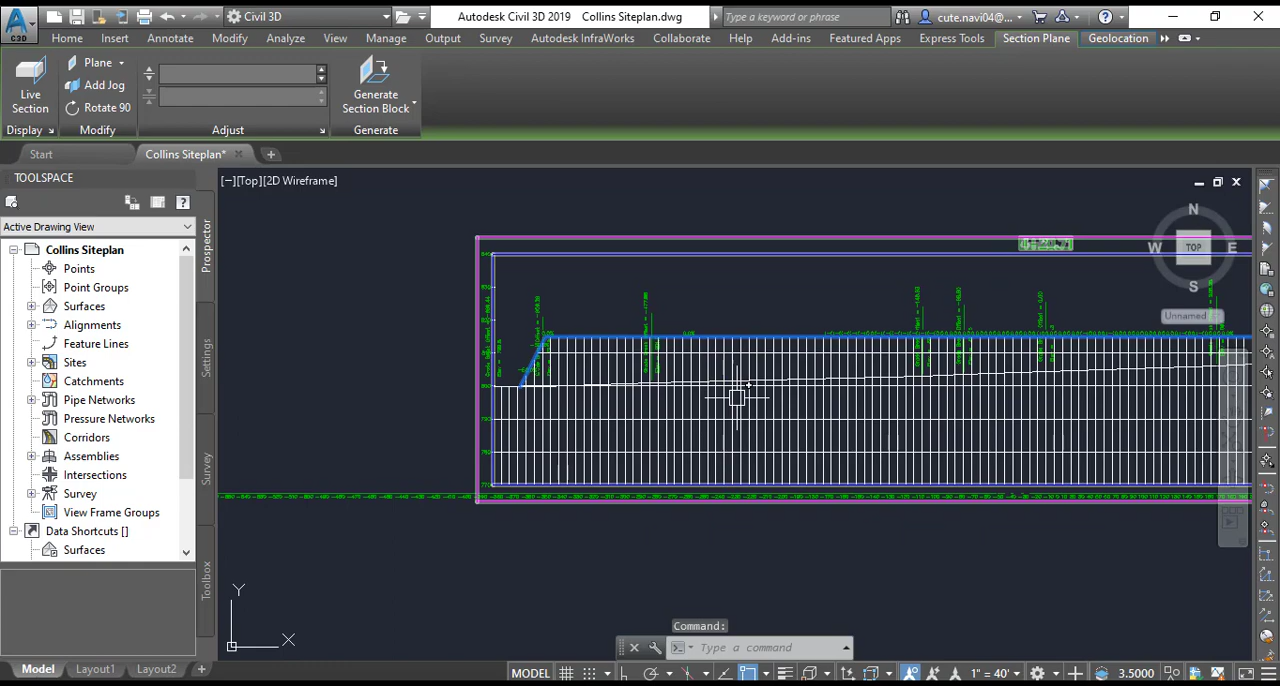 C3D
Civil 3D
Autodesk Civil 3D 2019 Collins Siteplan.dwg
Type a keyword or phrase
cute.navi04@...
Home Insert Annotate Modify Analyze View Manage Output Survey Autodesk InfraWorks Collaborate Help Add-ins Featured Apps Express Tools Section Plane Geolocation
Live Section
Plane
Add Jog
Rotate 90
Generate Section Block
Display Modify Adjust Generate
Start Collins Siteplan*
TOOLSPACE
[−][Top][2D Wireframe]
Active Drawing View
Collins Siteplan
Points
Point Groups
Surfaces
Alignments
Feature Lines
Sites
Catchments
Pipe Networks
Pressure Networks
Corridors
Assemblies
Intersections
Survey
View Frame Groups
Data Shortcuts []
Surfaces
Prospector
Settings
Survey
Toolbox
N
W TOP E
S
Unnamed
Y
X
Command:
Type a command
Model Layout1 Layout2
MODEL
1" = 40'
3.5000